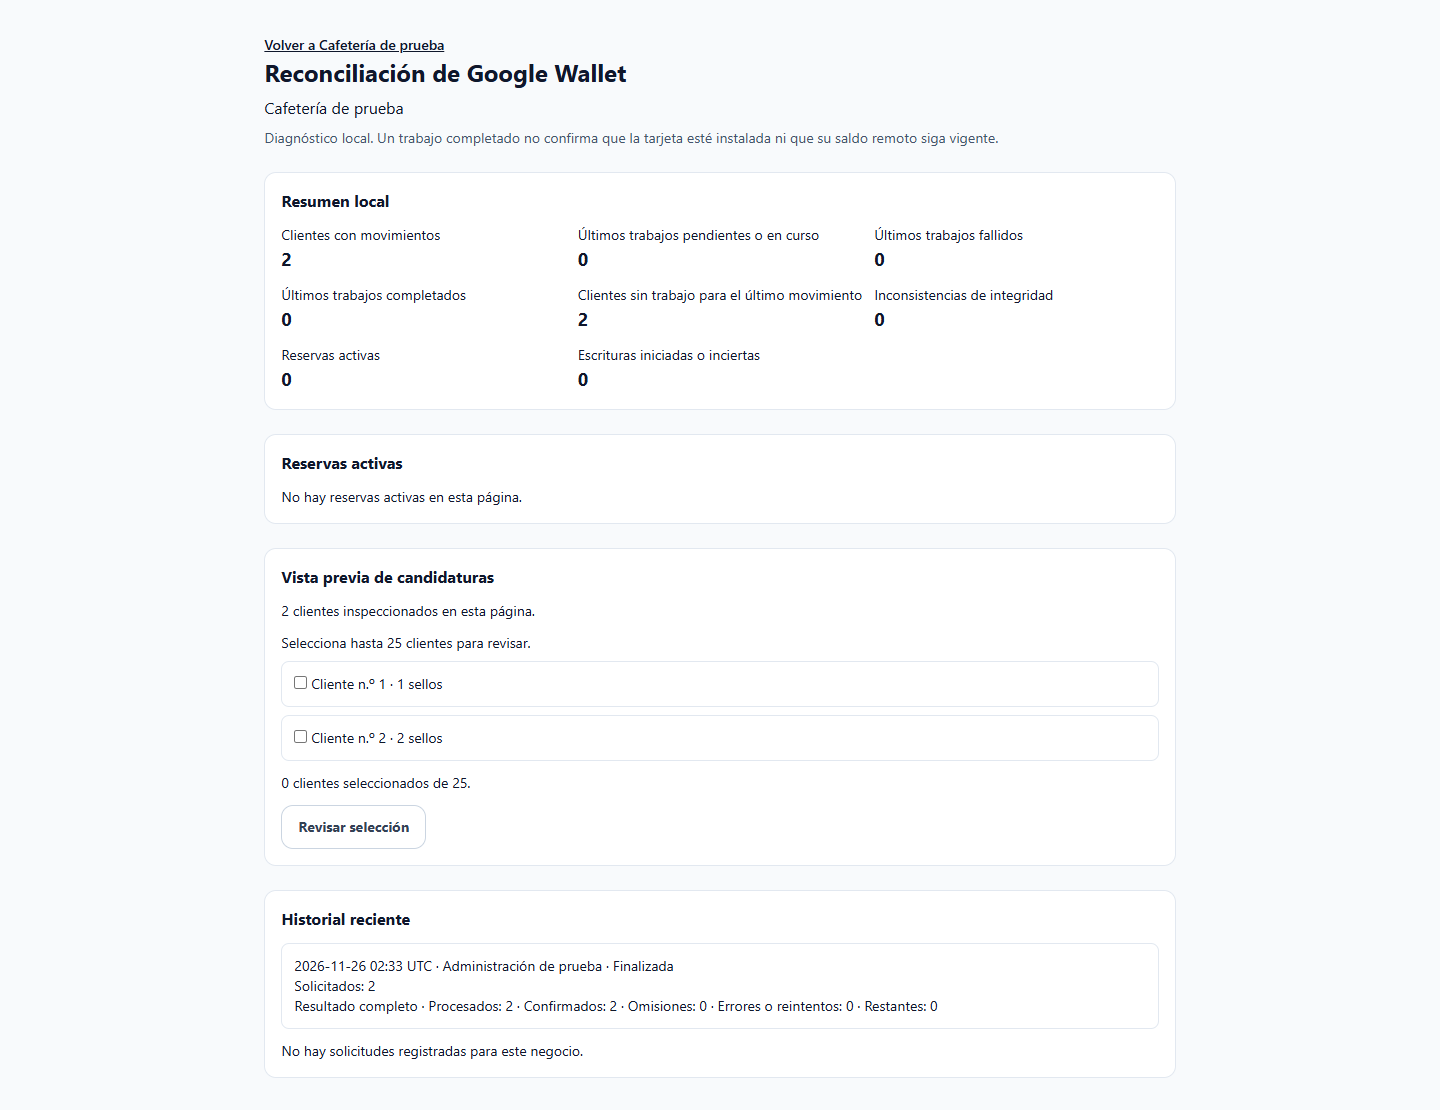 Volver a Cafetería de prueba
Reconciliación de Google Wallet
Cafetería de prueba
Diagnóstico local. Un trabajo completado no confirma que la tarjeta esté instalada ni que su saldo remoto siga vigente.
Resumen local
Clientes con movimientos
2
Últimos trabajos pendientes o en curso
0
Últimos trabajos fallidos
0
Últimos trabajos completados
0
Clientes sin trabajo para el último movimiento
2
Inconsistencias de integridad
0
Reservas activas
0
Escrituras iniciadas o inciertas
0
Reservas activas
No hay reservas activas en esta página.
Vista previa de candidaturas
2 clientes inspeccionados en esta página.
Selecciona hasta 25 clientes para revisar.
Cliente n.º 1 · 1 sellos
Cliente n.º 2 · 2 sellos
0 clientes seleccionados de 25.
Revisar selección
Historial reciente
2026-11-26 02:33 UTC · Administración de prueba · Finalizada
Solicitados: 2
Resultado completo · Procesados: 2 · Confirmados: 2 · Omisiones: 0 · Errores o reintentos: 0 · Restantes: 0
No hay solicitudes registradas para este negocio.